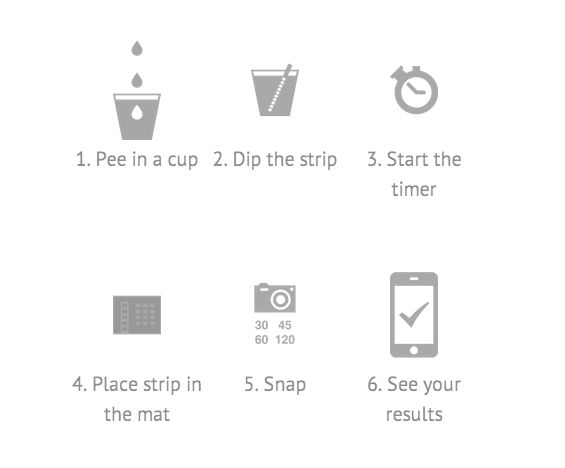 1. Pee in a cup
2. Dip the strip
3. Start the
timer
30 45
60 120
4. Place strip in
the mat
5. Snap
6. See your
results